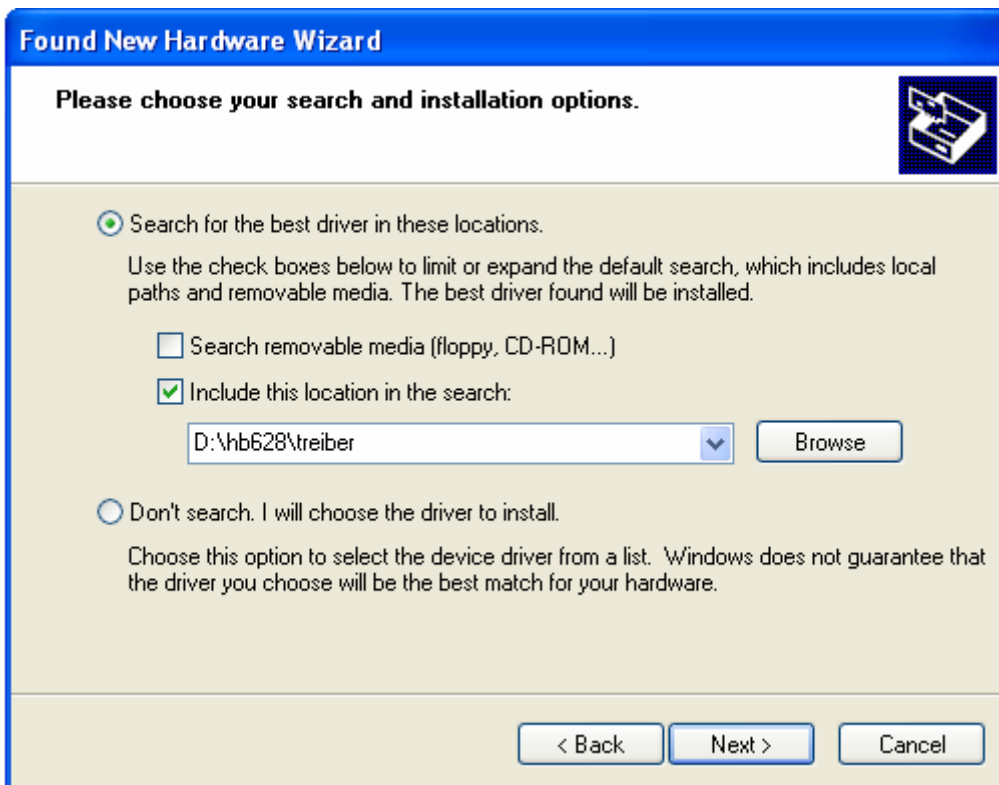 Found New Hardware Wizard
Please choose your search and installation options.
Search for the best driver in these locations.
Use the check boxes below to limit or expand the default search, which includes local
paths and removable media. The best driver found will be installed.
Search removable media (floppy, CD-ROM...)
Include this location in the search:
D:\hb628\treiber
Browse
Don't search. I will choose the driver to install.
Choose this option to select the device driver from a list.  Windows does not guarantee that
the driver you choose will be the best match for your hardware.
< Back
Next >
Cancel